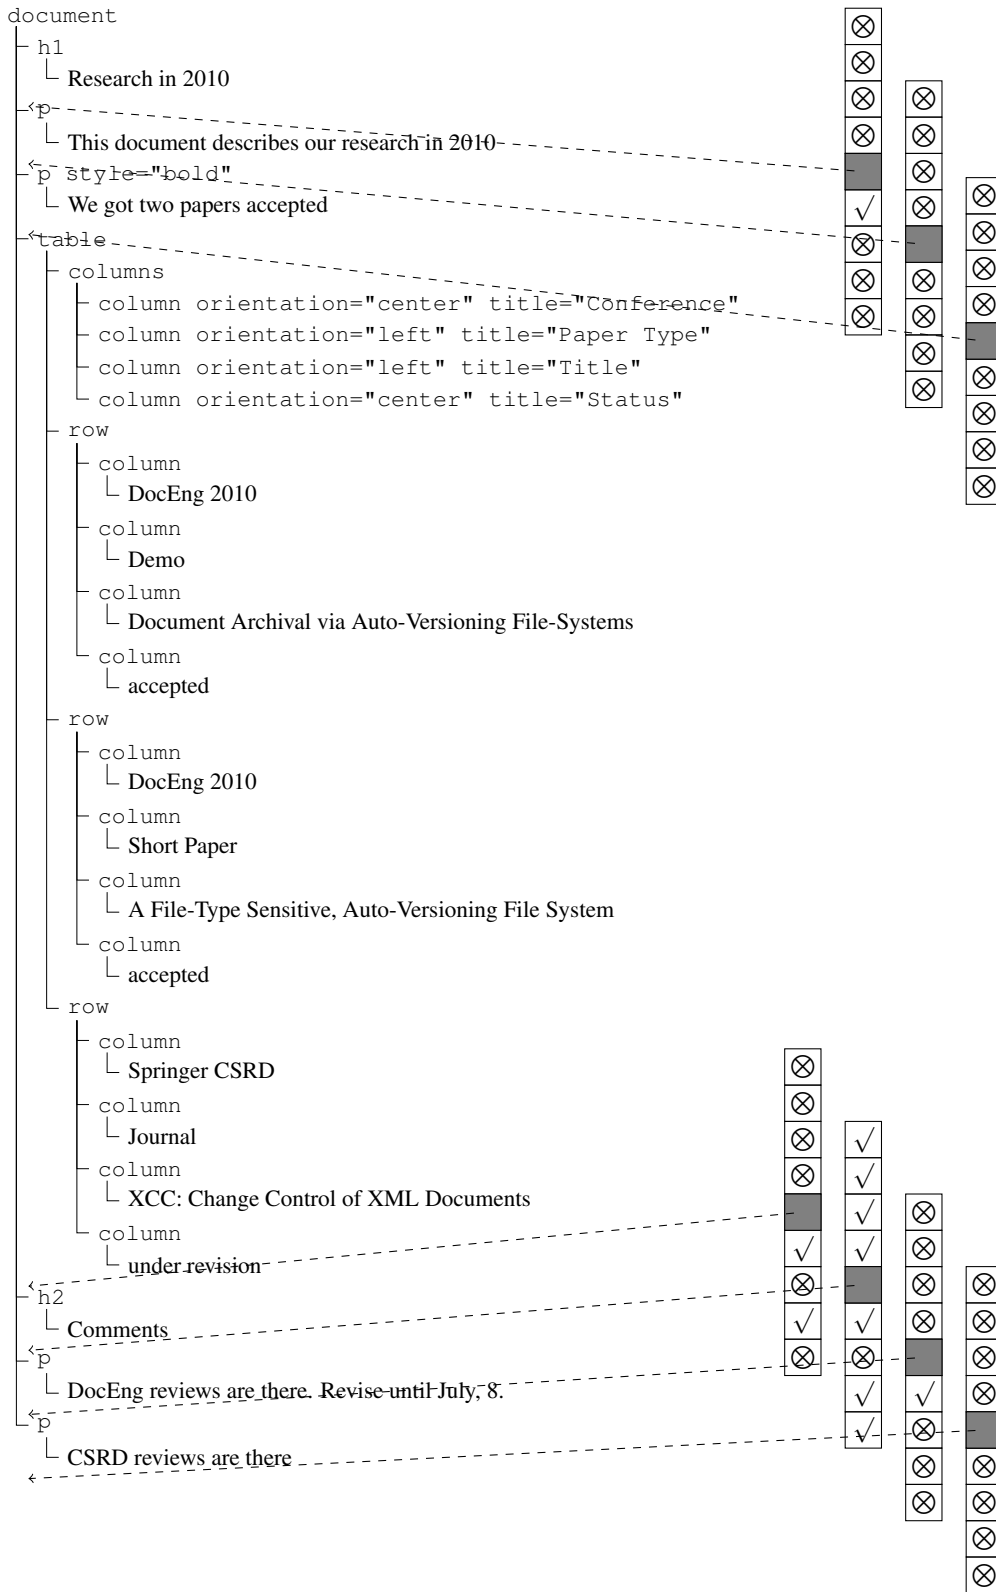 document
h1
Research in 2010
p
This document describes our research in 2010
p style="bold"
We got two papers accepted
table
columns
column orientation="center" title="Conference"
column orientation="left" title="Paper Type"
column orientation="left" title="Title"
column orientation="center" title="Status"
row
column
DocEng 2010
column
Demo
column
Document Archival via Auto-Versioning File-Systems
column
accepted
row
column
DocEng 2010
column
Short Paper
column
A File-Type Sensitive, Auto-Versioning File System
column
accepted
row
column
Springer CSRD
column
Journal
column
XCC: Change Control of XML Documents
column
under revision
h2
Comments
p
DocEng reviews are there. Revise until July, 8.
p
CSRD reviews are there